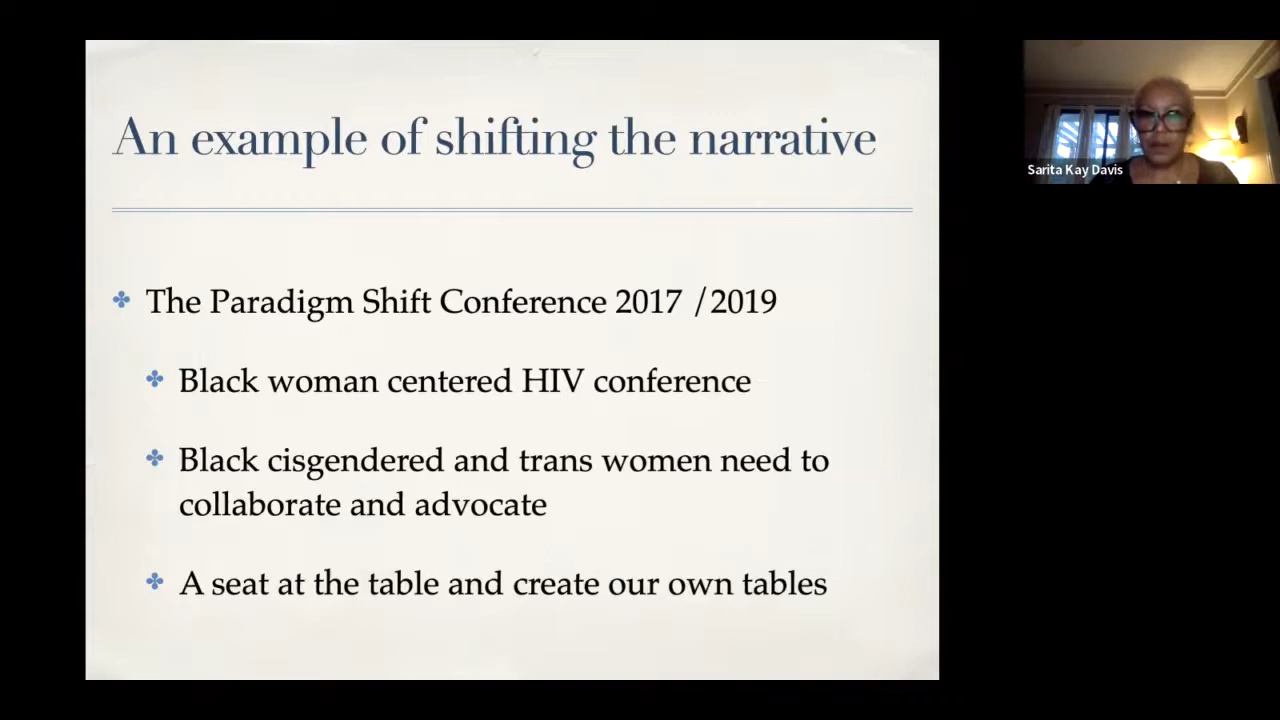 An example of shifting the narrative
The Paradigm Shift Conference 2017 /2019
Black woman centered HIV conference
Black cisgendered and trans women need to
collaborate and advocate
A seat at the table and create our own tables
Sarita Kay Davis